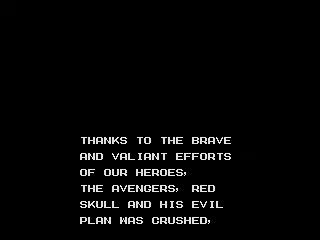 THANKS TO THE BRAVE
AND VALIANT EFFORTS
OF OUR HEROES,
THE AVENGERS, RED
SKULL AND HIS EVIL
PLAN WAS CRUSHED,